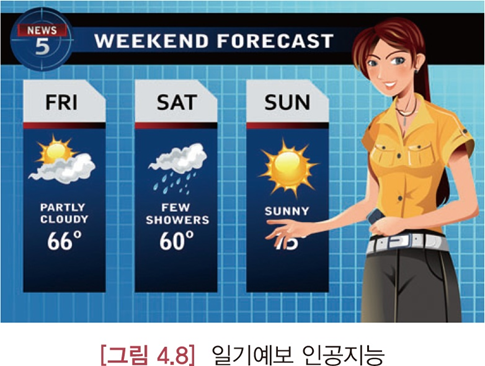 NEWS
5
WEEKEND FORECAST
FRI
SAT
SUN
PARTLY
CLOUDY
66°
FEW
SHOWERS
60°
SUNNY
[그림 4.8] 일기예보 인공지능